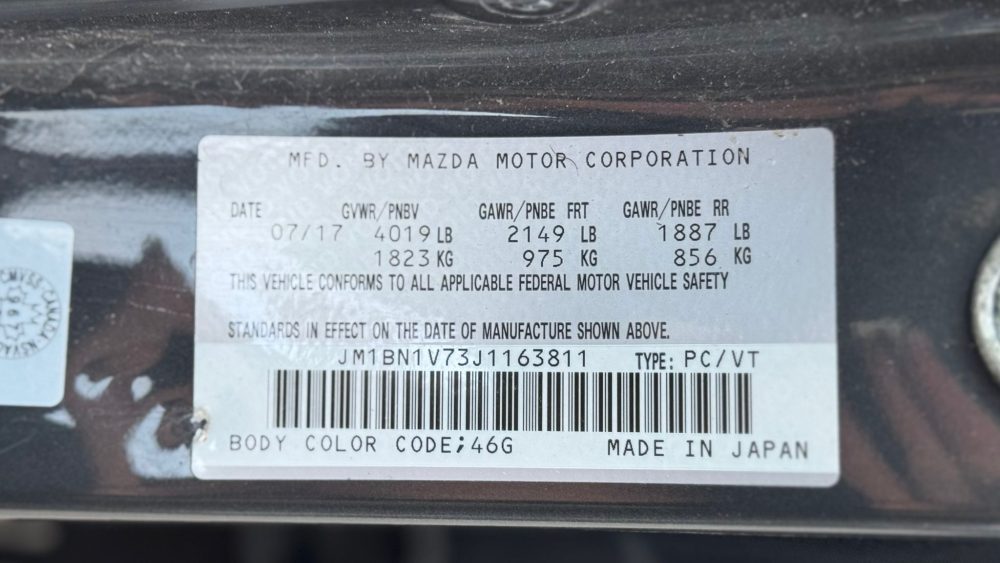 MFD. BY MAZDA MOTOR CORPORATION
DATE GVWR/PNBV GAWR/PNBE FRT GAWR/PNBE RR
07/17 4019 LB 2149 LB 1887 LB
1823 KG 975 KG 856 KG
THIS VEHICLE CONFORMS TO ALL APPLICABLE FEDERAL MOTOR VEHICLE SAFETY
STANDARDS IN EFFECT ON THE DATE OF MANUFACTURE SHOWN ABOVE.
JM1BN1V73J1163811 TYPE: PC/VT
BODY COLOR CODE;46G MADE IN JAPAN